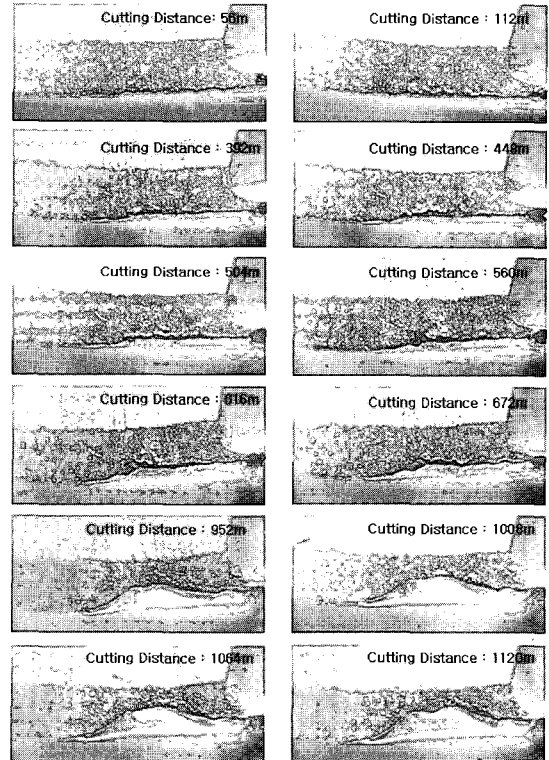 Cutting Distance: 56m
Cutting Distance : 112m
Cutting Distance : 392m
Cutting Distance : 448m
Cutting Distance : 504m
Cutting Distance : 560m
Cutting Distance : 616m
Cutting Distance : 672m
Cutting Distance : 952m
Cutting Distance : 1008m
Cutting Distance : 1064m
Cutting Distance : 1120m